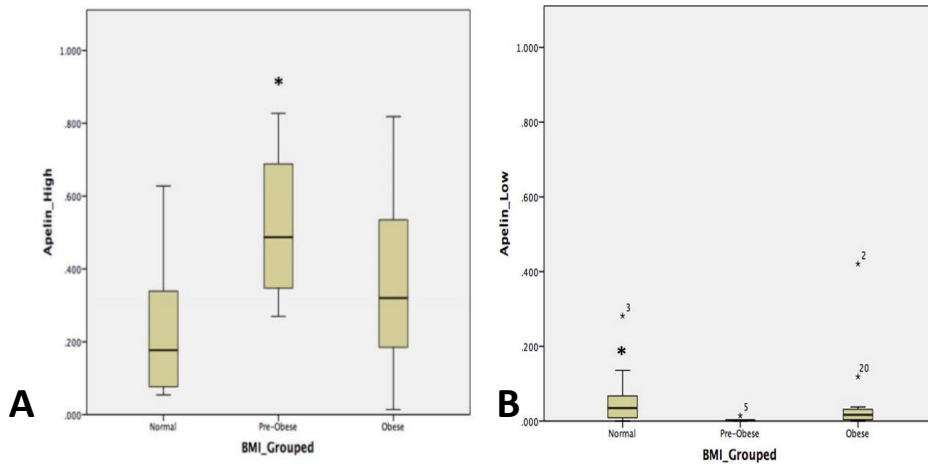 1.000
.800
.600
.400
.200
.000
Apelin_High
*
Normal
Pre-Obese
Obese
BMI_Grouped
A
1.000
.800
.600
.400
.200
.000
Apelin_Low
*3
*
*5
*2
*20
Normal
Pre-Obese
Obese
BMI_Grouped
B